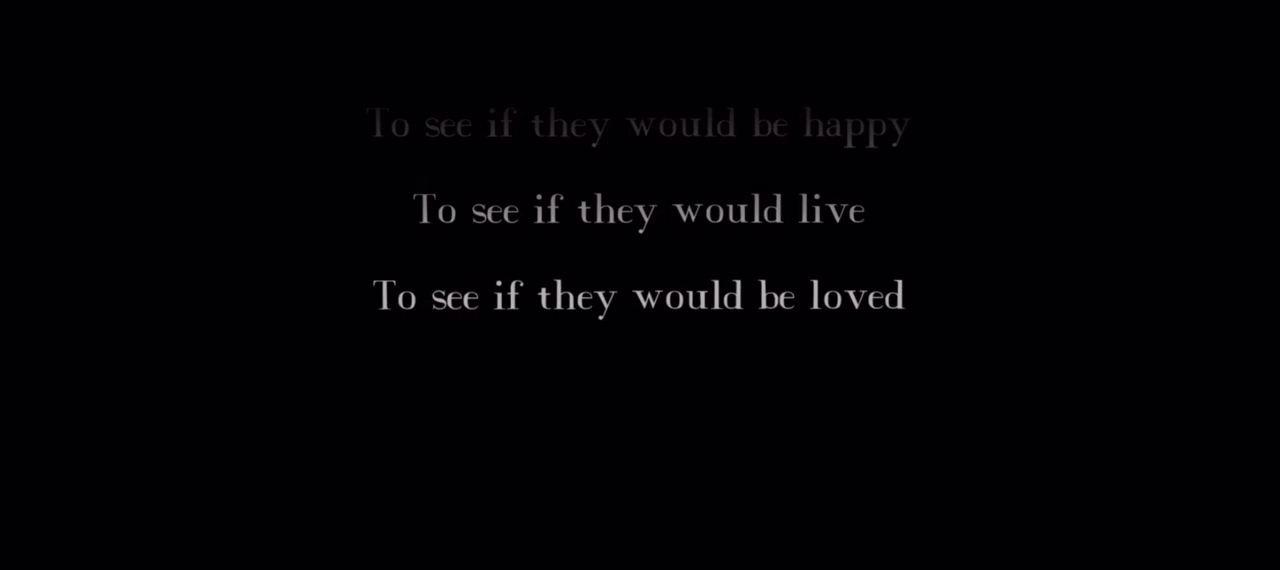 To see if they would be happy
To see if they would live
To see if they would be loved